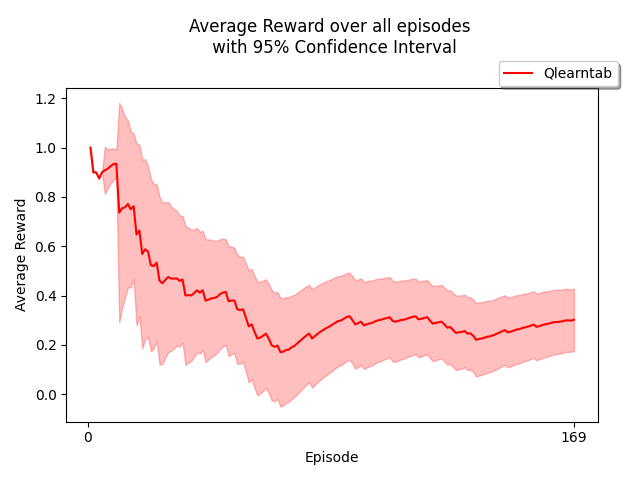 Average Reward over all episodes
with 95% Confidence Interval
Qlearntab
1.2
1.0
0.8
0.6
0.4
0.2
0.0
Average Reward
0
169
Episode